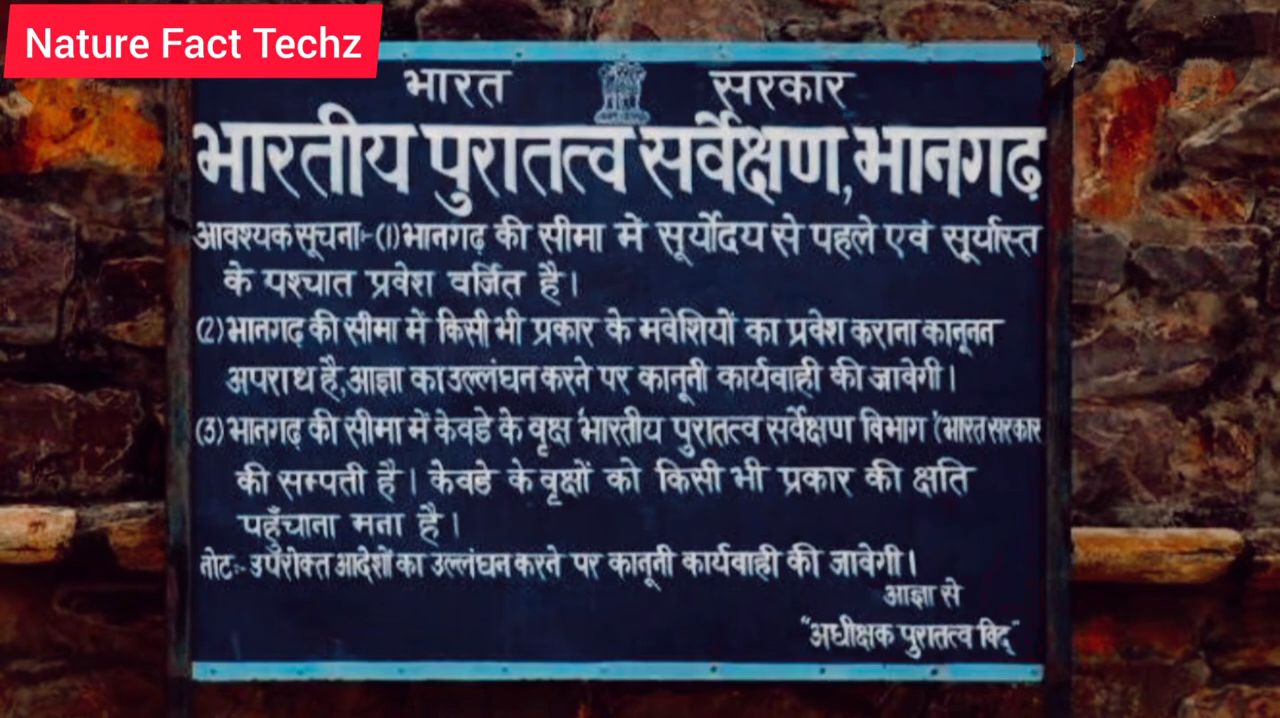 Nature Fact Techz
भारत सरकार
भारतीय पुरातत्व सर्वेक्षण, भानगढ़
आवश्यक सूचना:-(1) भानगढ़ की सीमा में सूर्योदय से पहले एवं सूर्यास्त
के पश्चात प्रवेश वर्जित है।
(2) भानगढ़ की सीमा में किसी भी प्रकार के मवेशियों का प्रवेश कराना कानूनन
अपराध है, आज्ञा का उल्लंघन करने पर कानूनी कार्यवाही की जावेगी।
(3) भानगढ़ की सीमा में केवडे के वृक्ष भारतीय पुरातत्व सर्वेक्षण विभाग (भारत सरकार
की सम्पती है। केवडे के वृक्षों को किसी भी प्रकार की क्षति
पहुँचाना मना है।
नोट:- उपरोक्त आदेशों का उल्लंघन करने पर कानूनी कार्यवाही की जावेगी।
आज्ञा से
"अधीक्षक पुरातत्व विद्"